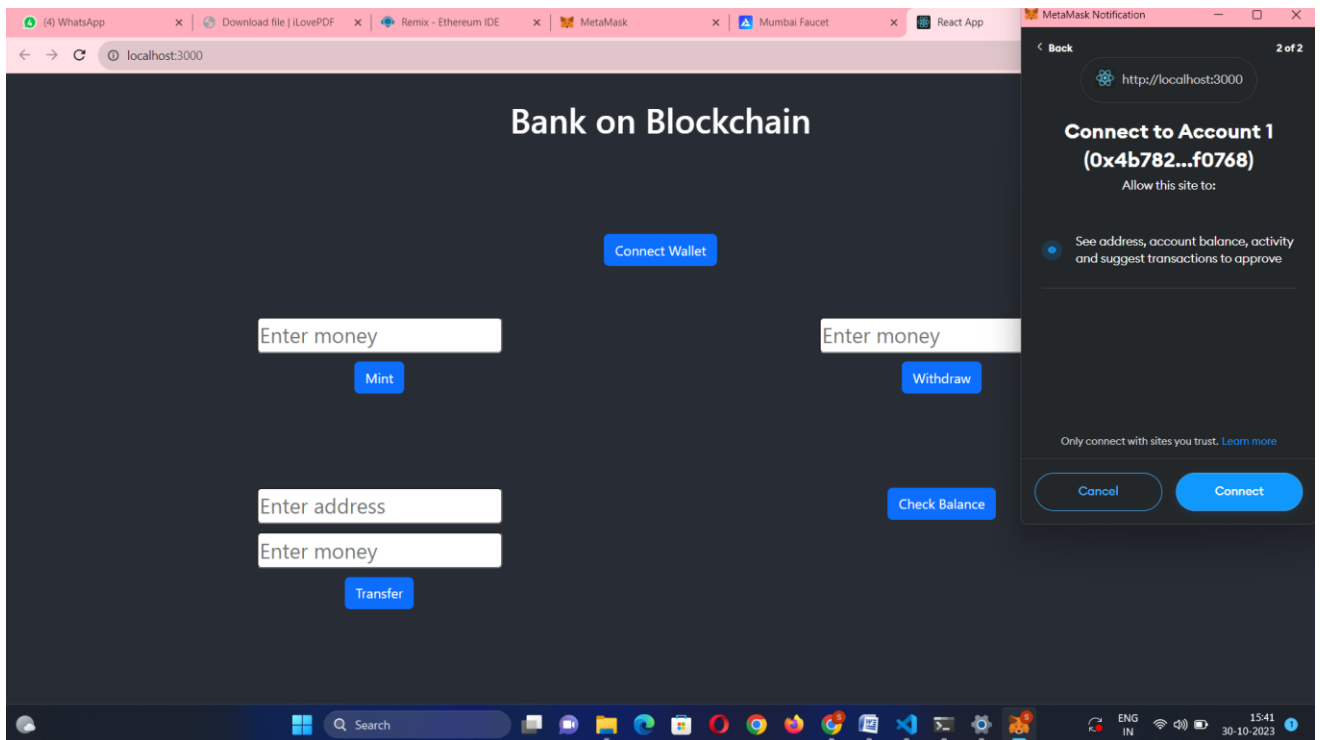 (4) WhatsApp
Download file | iLovePDF
Remix - Ethereum IDE
MetaMask
Mumbai Faucet
React App
MetaMask Notification
localhost:3000
Back
2 of 2
http://localhost:3000
Bank on Blockchain
Connect to Account 1
(0x4b782...f0768)
Allow this site to:
Connect Wallet
See address, account balance, activity
and suggest transactions to approve
Enter money
Enter money
Mint
Withdraw
Only connect with sites you trust. Learn more
Cancel
Connect
Enter address
Check Balance
Enter money
Transfer
Search
ENG
IN
15:41
30-10-2023
1